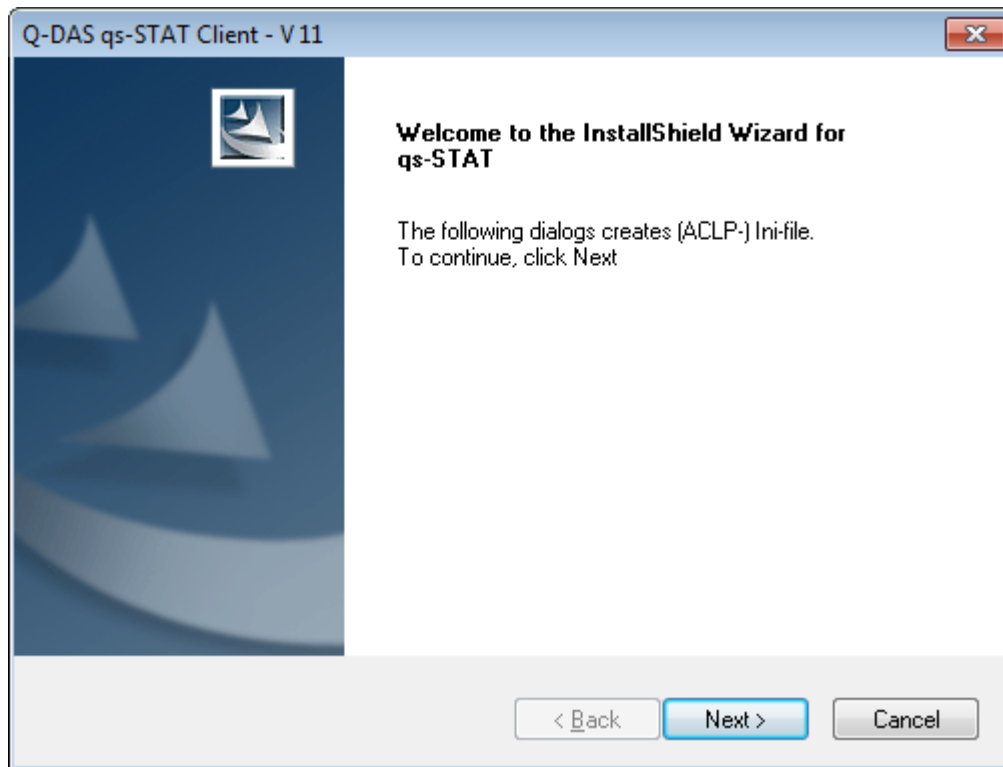 Q-DAS qs-STAT Client - V 11
Welcome to the InstallShield Wizard for
qs-STAT
The following dialogs creates (ACLP-) Ini-file.
To continue, click Next
< Back
Next >
Cancel